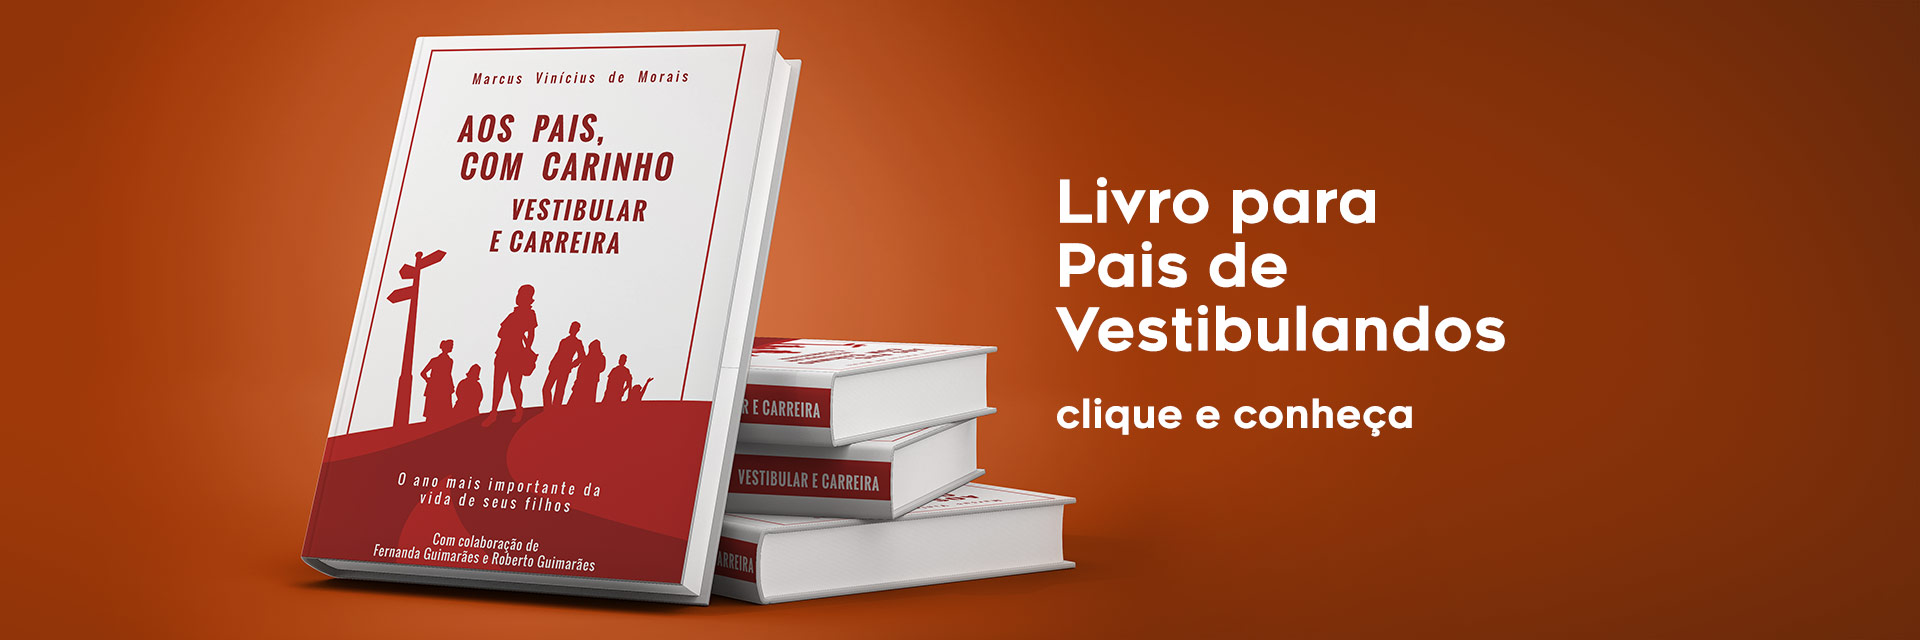 Marcus Vinícius de Morais
AOS PAIS,
COM CARINHO
VESTIBULAR
E CARREIRA
O ano mais importante da
vida de seus filhos
Com colaboração de
Fernanda Guimarães e Roberto Guimarães
R E CARREIRA
VESTIBULAR E CARREIRA
ARREIRA
Livro para
Pais de
Vestibulandos
clique e conheça